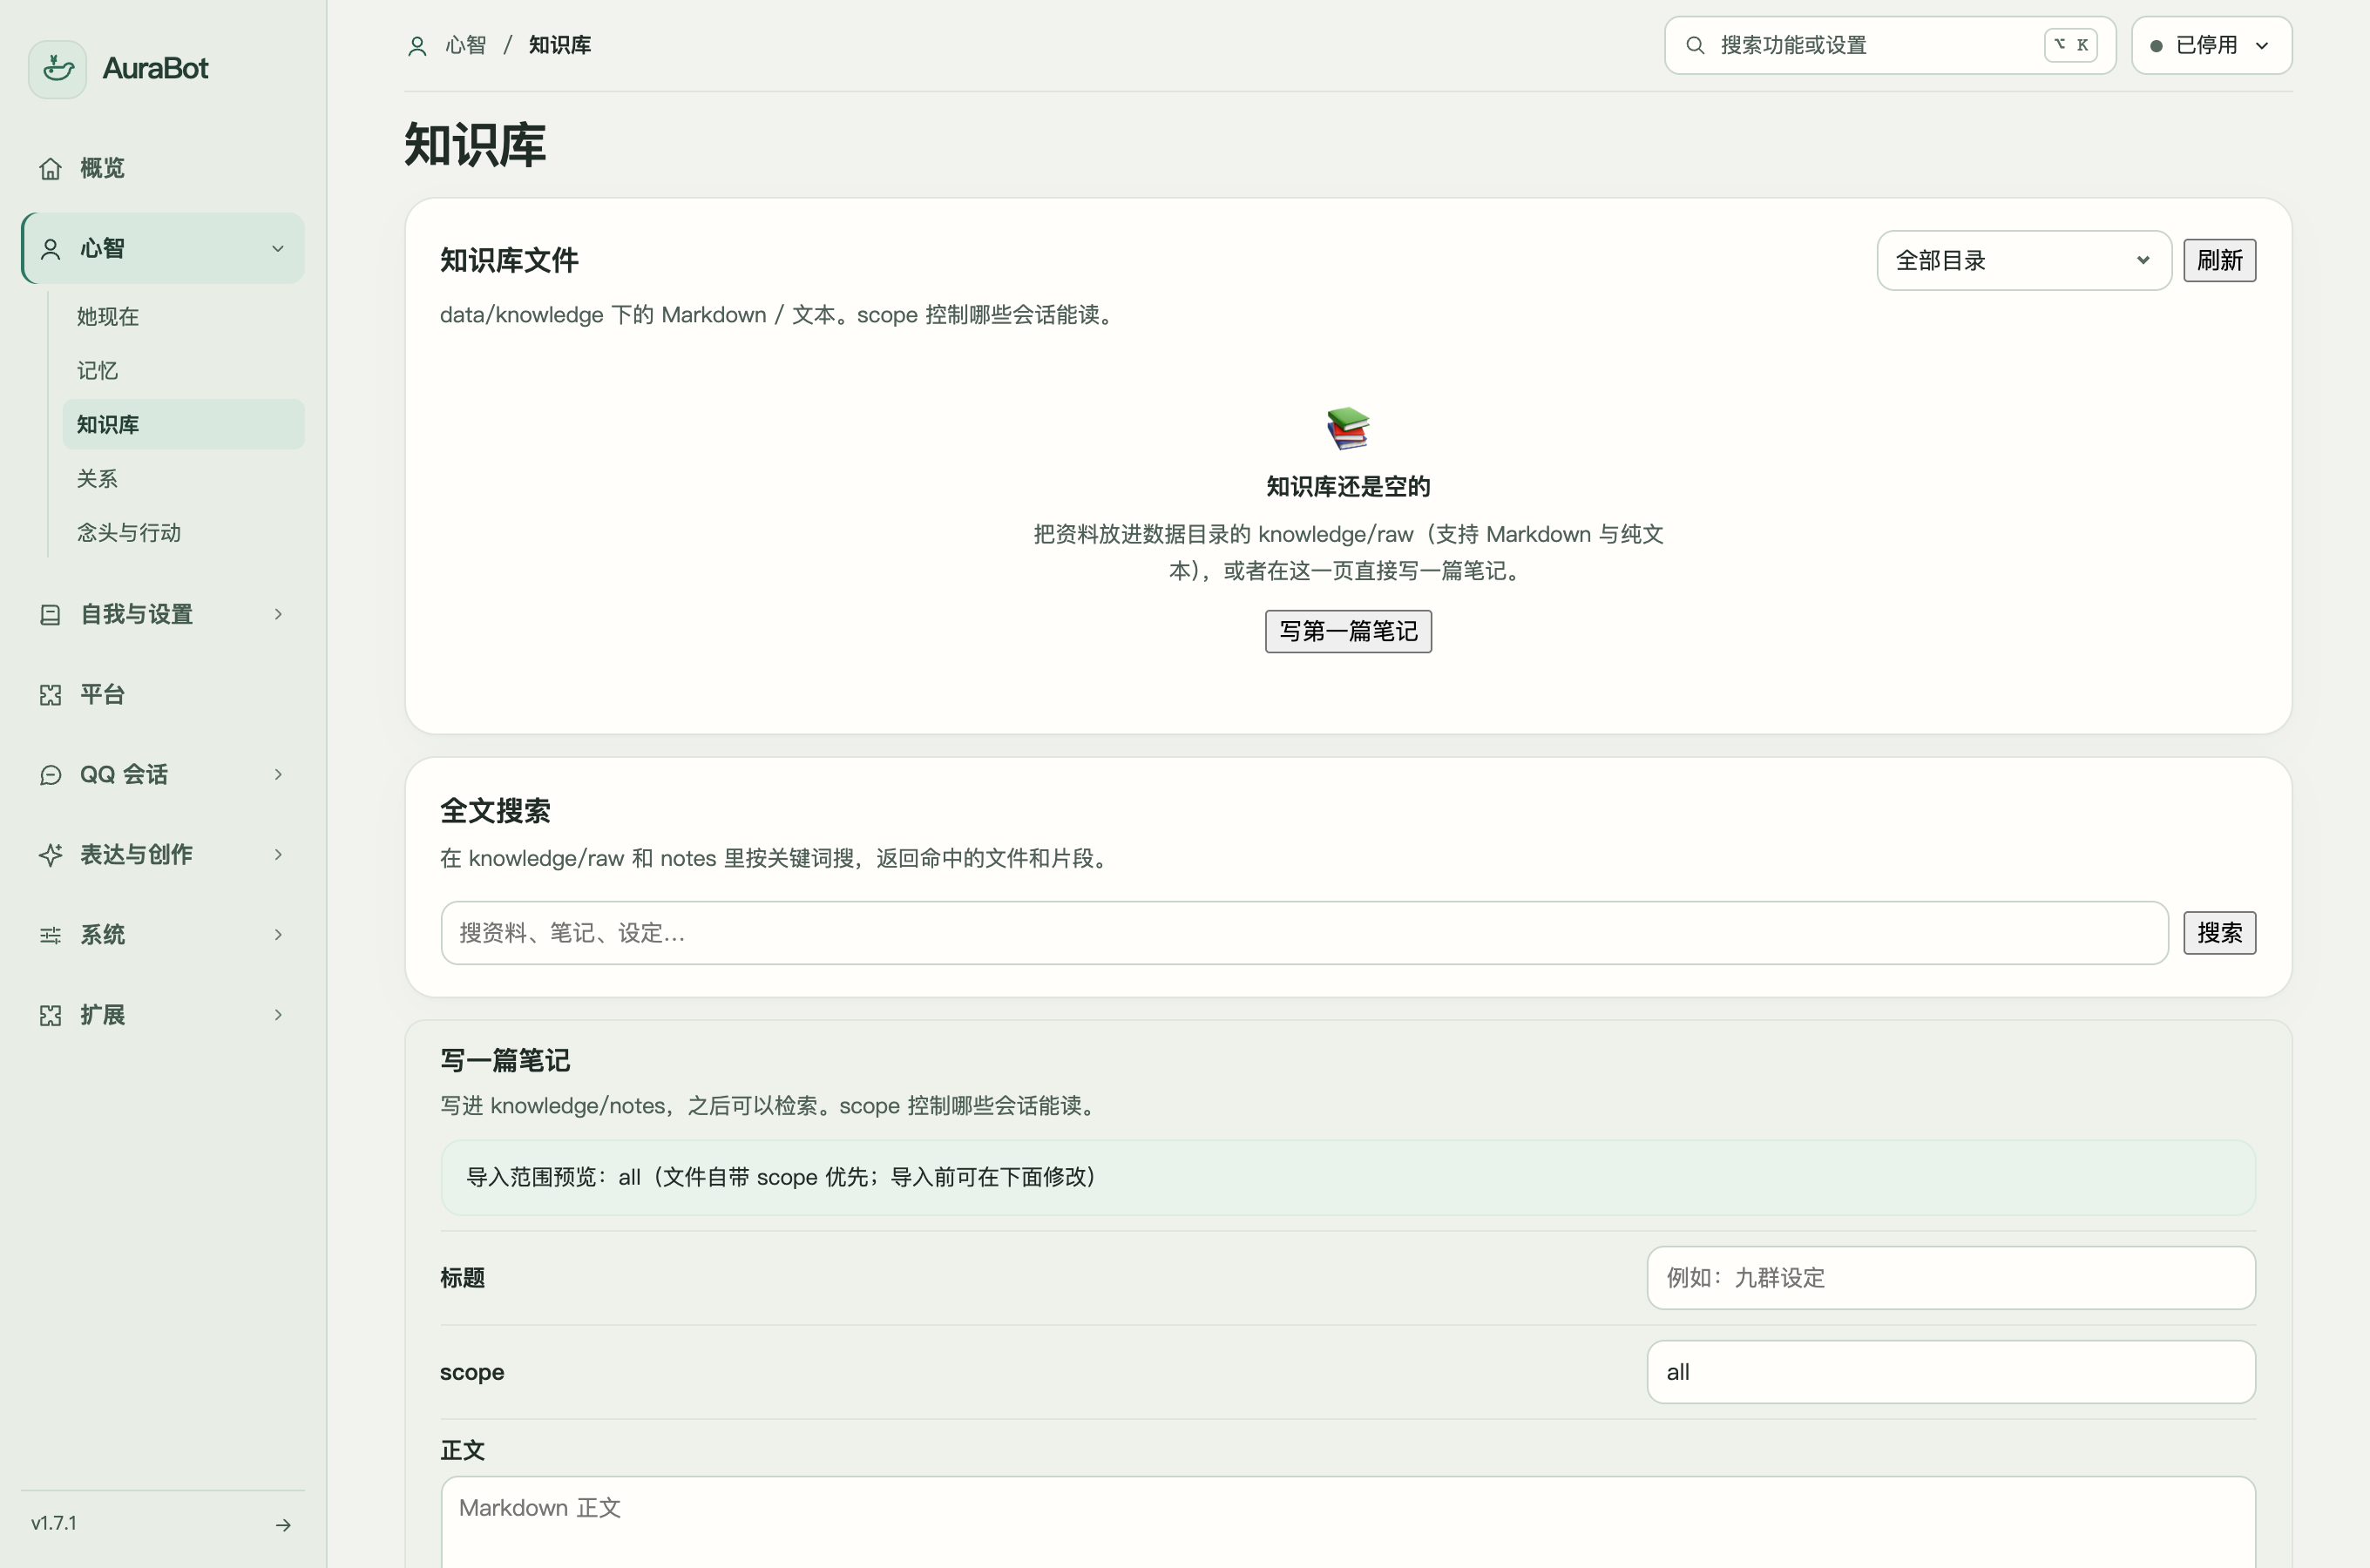 AuraBot
概览
心智
她现在
记忆
知识库
关系
念头与行动
自我与设置
平台
QQ 会话
表达与创作
系统
扩展
v1.7.1
心智 / 知识库
搜索功能或设置
⌥ K
已停用
知识库
知识库文件
全部目录
刷新
data/knowledge 下的 Markdown / 文本。scope 控制哪些会话能读。
知识库还是空的
把资料放进数据目录的 knowledge/raw（支持 Markdown 与纯文
本），或者在这一页直接写一篇笔记。
写第一篇笔记
全文搜索
在 knowledge/raw 和 notes 里按关键词搜，返回命中的文件和片段。
搜资料、笔记、设定…
搜索
写一篇笔记
写进 knowledge/notes，之后可以检索。scope 控制哪些会话能读。
导入范围预览：all（文件自带 scope 优先；导入前可在下面修改）
标题
例如：九群设定
scope
all
正文
Markdown 正文